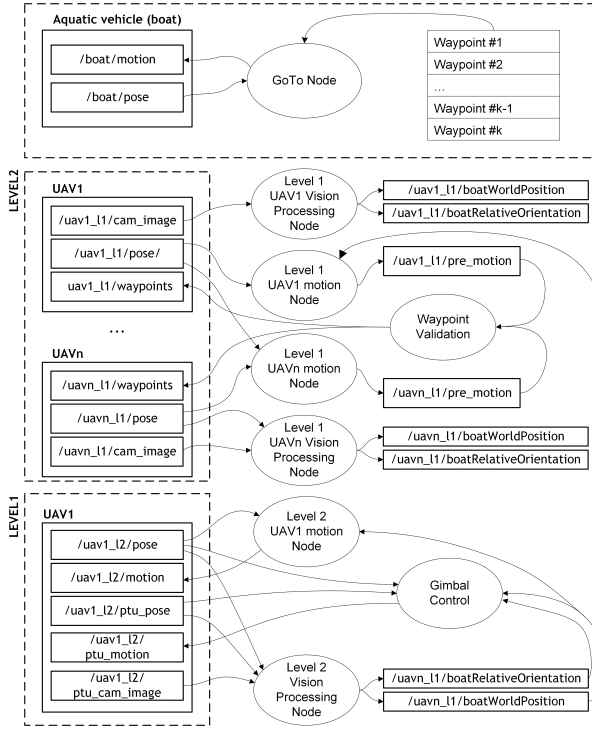 Aquatic vehicle (boat)
/boat/motion
/boat/pose
GoTo Node
Waypoint #1
Waypoint #2
...
Waypoint #k-1
Waypoint #k
LEVEL2
UAV1
/uav1_l1/cam_image
/uav1_l1/pose/
uav1_l1/waypoints
...
UAVn
/uavn_l1/waypoints
/uavn_l1/pose
/uavn_l1/cam_image
Level 1
UAV1 Vision
Processing
Node
/uav1_l1/boatWorldPosition
/uav1_l1/boatRelativeOrientation
Level 1
UAV1 motion
Node
/uav1_l1/pre_motion
Waypoint
Validation
Level 1
UAVn motion
Node
/uavn_l1/pre_motion
Level 1
UAVn Vision
Processing
Node
/uavn_l1/boatWorldPosition
/uavn_l1/boatRelativeOrientation
LEVEL1
UAV1
/uav1_l2/pose
/uav1_l2/motion
/uav1_l2/ptu_pose
/uav1_l2/
ptu_motion
/uav1_l2/
ptu_cam_image
Level 2
UAV1 motion
Node
Gimbal
Control
Level 2
Vision
Processing
Node
/uavn_l1/boatRelativeOrientation
/uavn_l1/boatWorldPosition